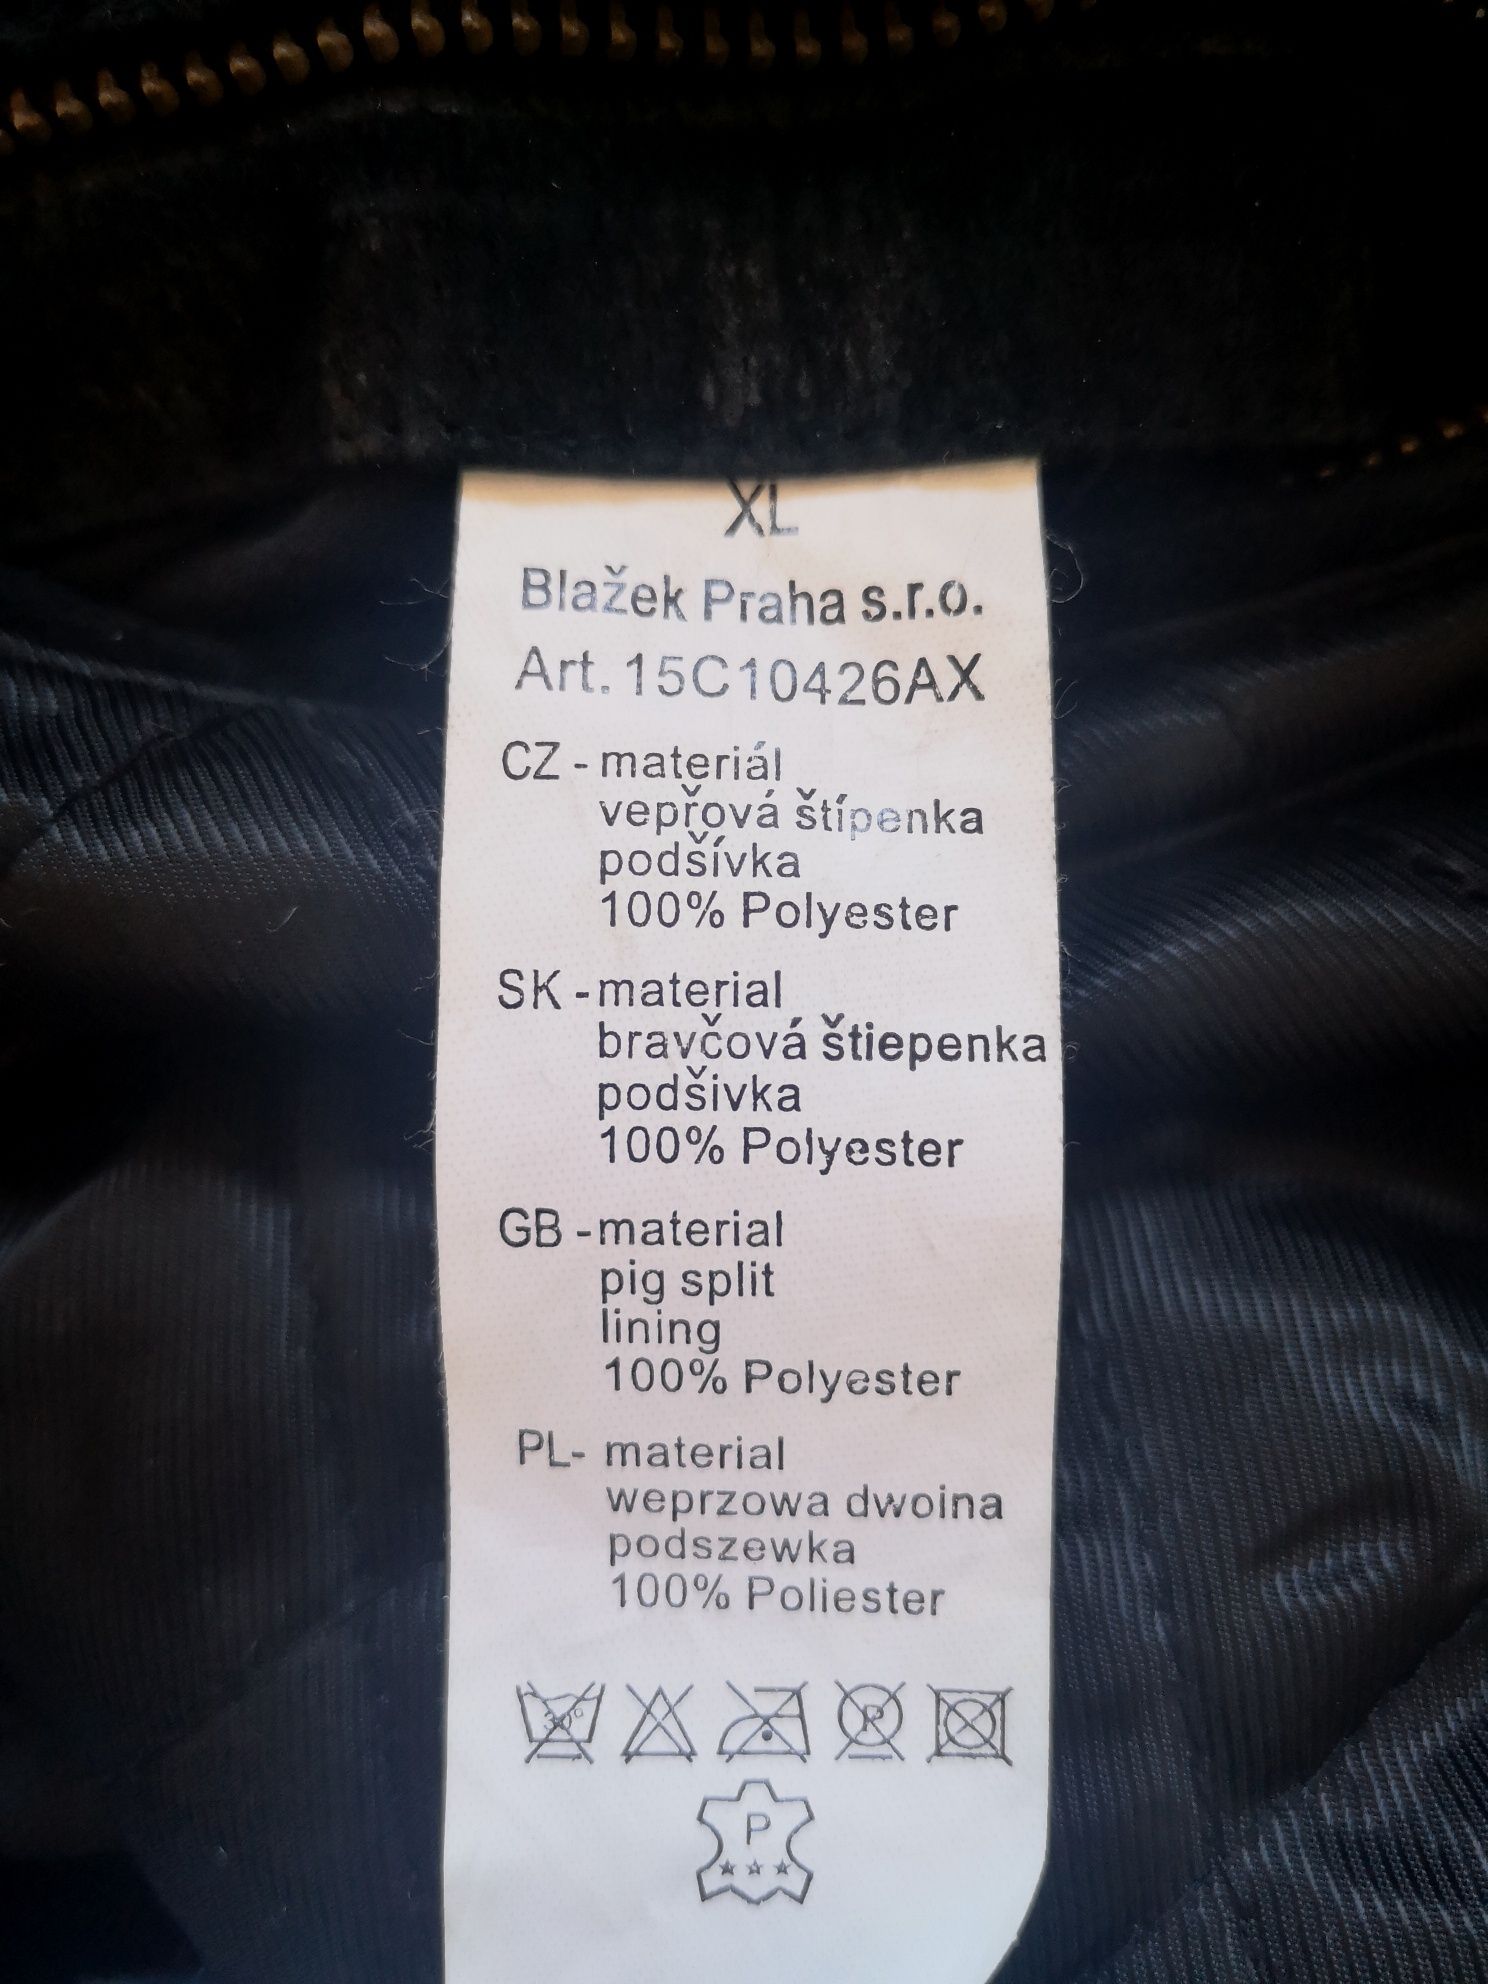 XL
Blažek Praha s.r.o.
Art. 15C10426AX
CZ - materiál
vepřová štípenka
podšívka
100% Polyester
SK - material
bravčová štiepenka
podšivka
100% Polyester
GB - material
pig split
lining
100% Polyester
PL- material
weprzowa dwoina
podszewka
100% Poliester
30° P
P